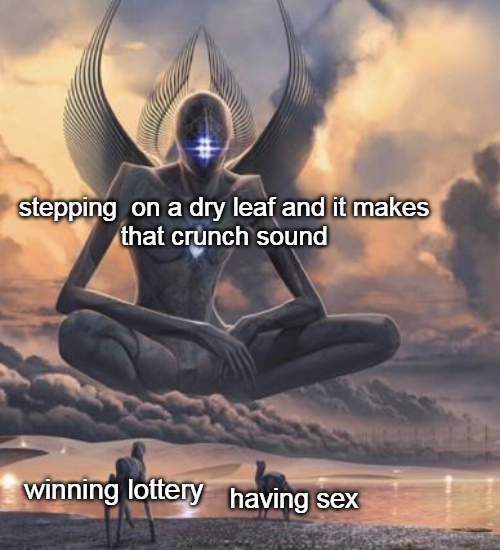 stepping  on a dry leaf and it makes
that crunch sound
winning lottery
having sex